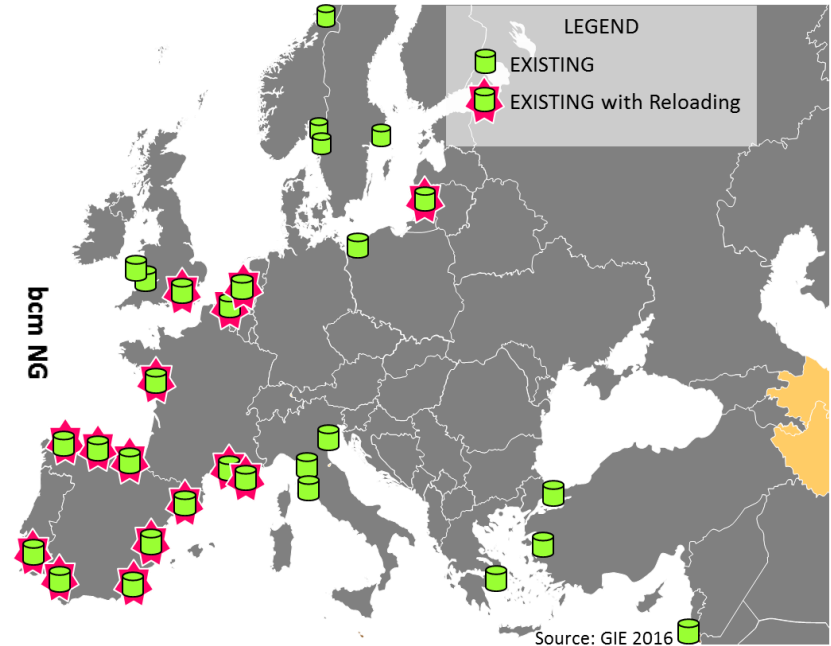 LEGEND
EXISTING
EXISTING with Reloading
bcm NG
Source: GIE 2016